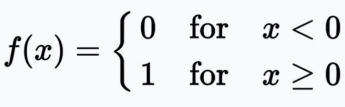 f(x) = { 0 for x < 0
1 for x ≥ 0